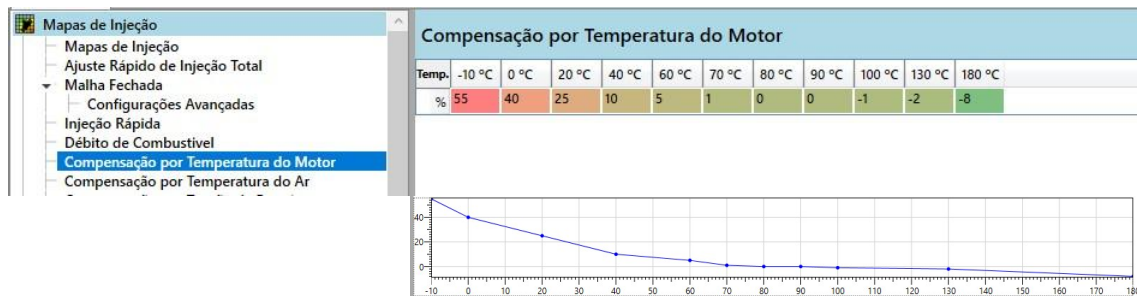 Mapas de Injeção
Mapas de Injeção
Ajuste Rápido de Injeção Total
Malha Fechada
Configurações Avançadas
Injeção Rápida
Débito de Combustivel
Compensação por Temperatura do Motor
Compensação por Temperatura do Ar
Compensação por Temperatura do Motor
Temp. -10 °C 0 °C 20 °C 40 °C 60 °C 70 °C 80 °C 90 °C 100 °C 130 °C 180 °C
% 55 40 25 10 5 1 0 0 -1 -2 -8
40
20
0
-10 0 10 20 30 40 50 60 70 80 90 100 110 120 130 140 150 160 170 180